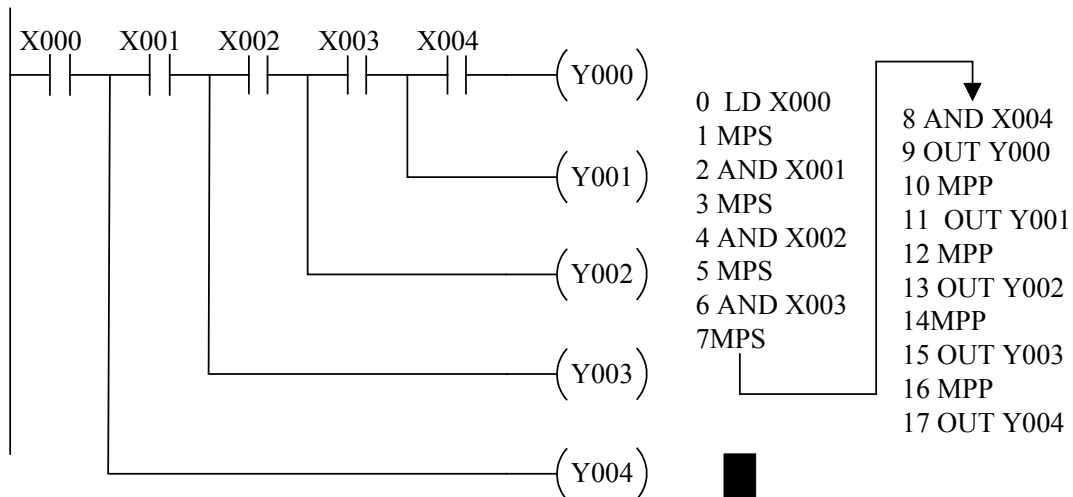 X000 X001 X002 X003 X004
Y000
Y001
Y002
Y003
Y004
0 LD X000
1 MPS
2 AND X001
3 MPS
4 AND X002
5 MPS
6 AND X003
7MPS
8 AND X004
9 OUT Y000
10 MPP
11 OUT Y001
12 MPP
13 OUT Y002
14MPP
15 OUT Y003
16 MPP
17 OUT Y004